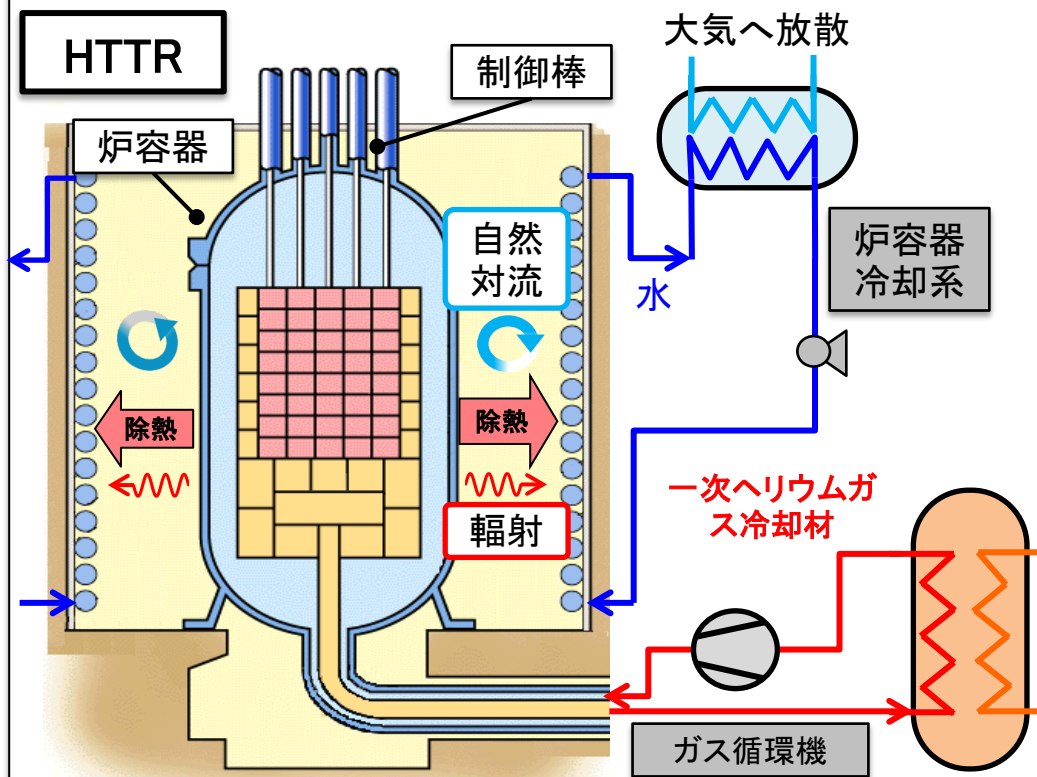 HTTR
大気へ放散
制御棒
炉容器
自然
対流
水
炉容器
冷却系
除熱
除熱
輻射
一次ヘリウムガ
ス冷却材
ガス循環機